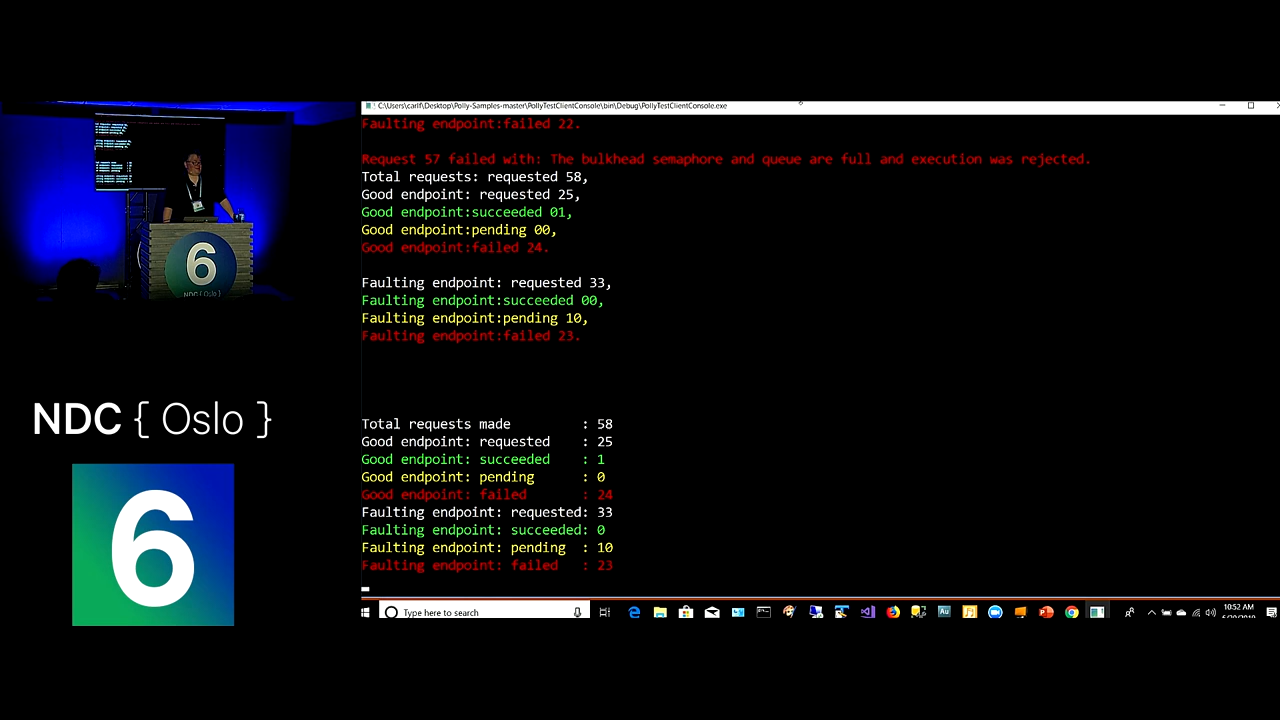 C:\Users\carlf\Desktop\Polly-Samples-master\PollyTestClientConsole\bin\Debug\PollyTestClientConsole.exe
Faulting endpoint:failed 22.
Request 57 failed with: The bulkhead semaphore and queue are full and execution was rejected.
Total requests: requested 58,
Good endpoint: requested 25,
Good endpoint:succeeded 01,
Good endpoint:pending 00,
Good endpoint:failed 24.
Faulting endpoint: requested 33,
Faulting endpoint:succeeded 00,
Faulting endpoint:pending 10,
Faulting endpoint:failed 23.
Total requests made : 58
Good endpoint: requested : 25
Good endpoint: succeeded : 1
Good endpoint: pending : 0
Good endpoint: failed : 24
Faulting endpoint: requested: 33
Faulting endpoint: succeeded: 0
Faulting endpoint: pending : 10
Faulting endpoint: failed : 23
Type here to search
10:52 AM
6
NDC { Oslo }
NDC { Oslo }
6